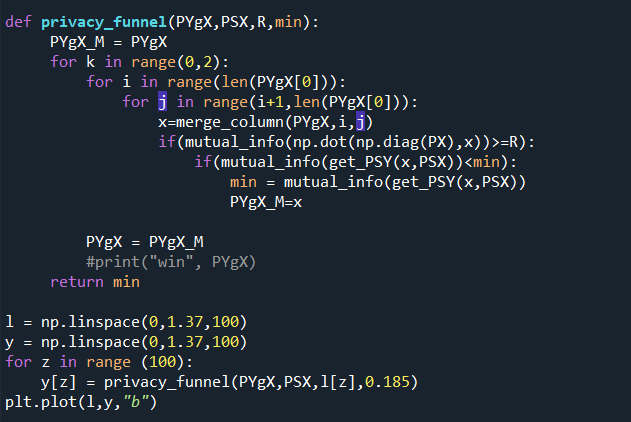 def privacy_funnel(PYgX,PSX,R,min):
    PYgX_M = PYgX
    for k in range(0,2):
        for i in range(len(PYgX[0])):
            for j in range(i+1,len(PYgX[0])):
                x=merge_column(PYgX,i,j)
                if(mutual_info(np.dot(np.diag(PX),x))>=R):
                    if(mutual_info(get_PSY(x,PSX))<min):
                        min = mutual_info(get_PSY(x,PSX))
                        PYgX_M=x
        PYgX = PYgX_M
        #print("win", PYgX)
    return min
l = np.linspace(0,1.37,100)
y = np.linspace(0,1.37,100)
for z in range (100):
    y[z] = privacy_funnel(PYgX,PSX,l[z],0.185)
plt.plot(l,y,"b")